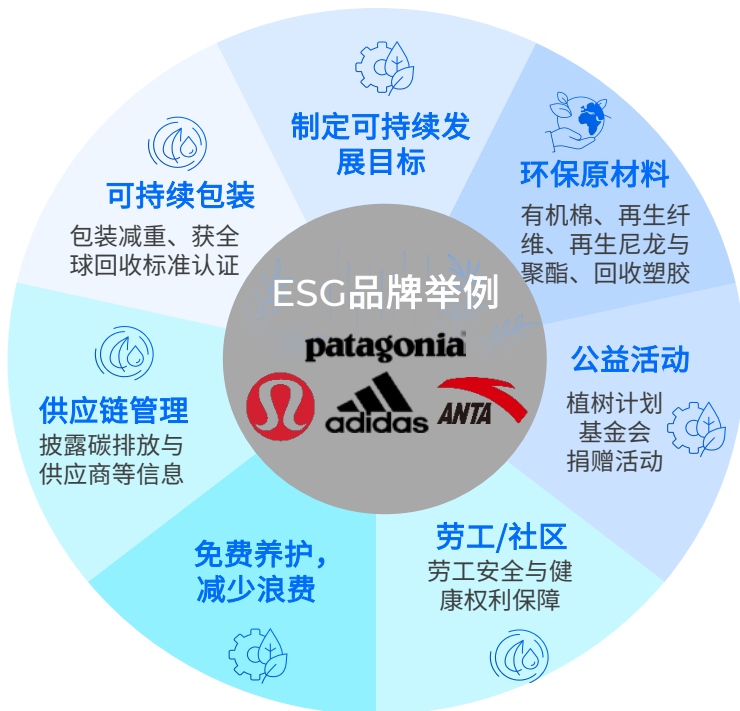 制定可持续发
展目标
环保原材料
有机棉、再生纤
维、再生尼龙与
聚酯、回收塑胶
公益活动
植树计划
基金会
捐赠活动
劳工/社区
劳工安全与健
康权利保障
免费养护，
减少浪费
供应链管理
披露碳排放与
供应商等信息
可持续包装
包装减重、获全
球回收标准认证
ESG品牌举例
patagonia
adidas
ANTA